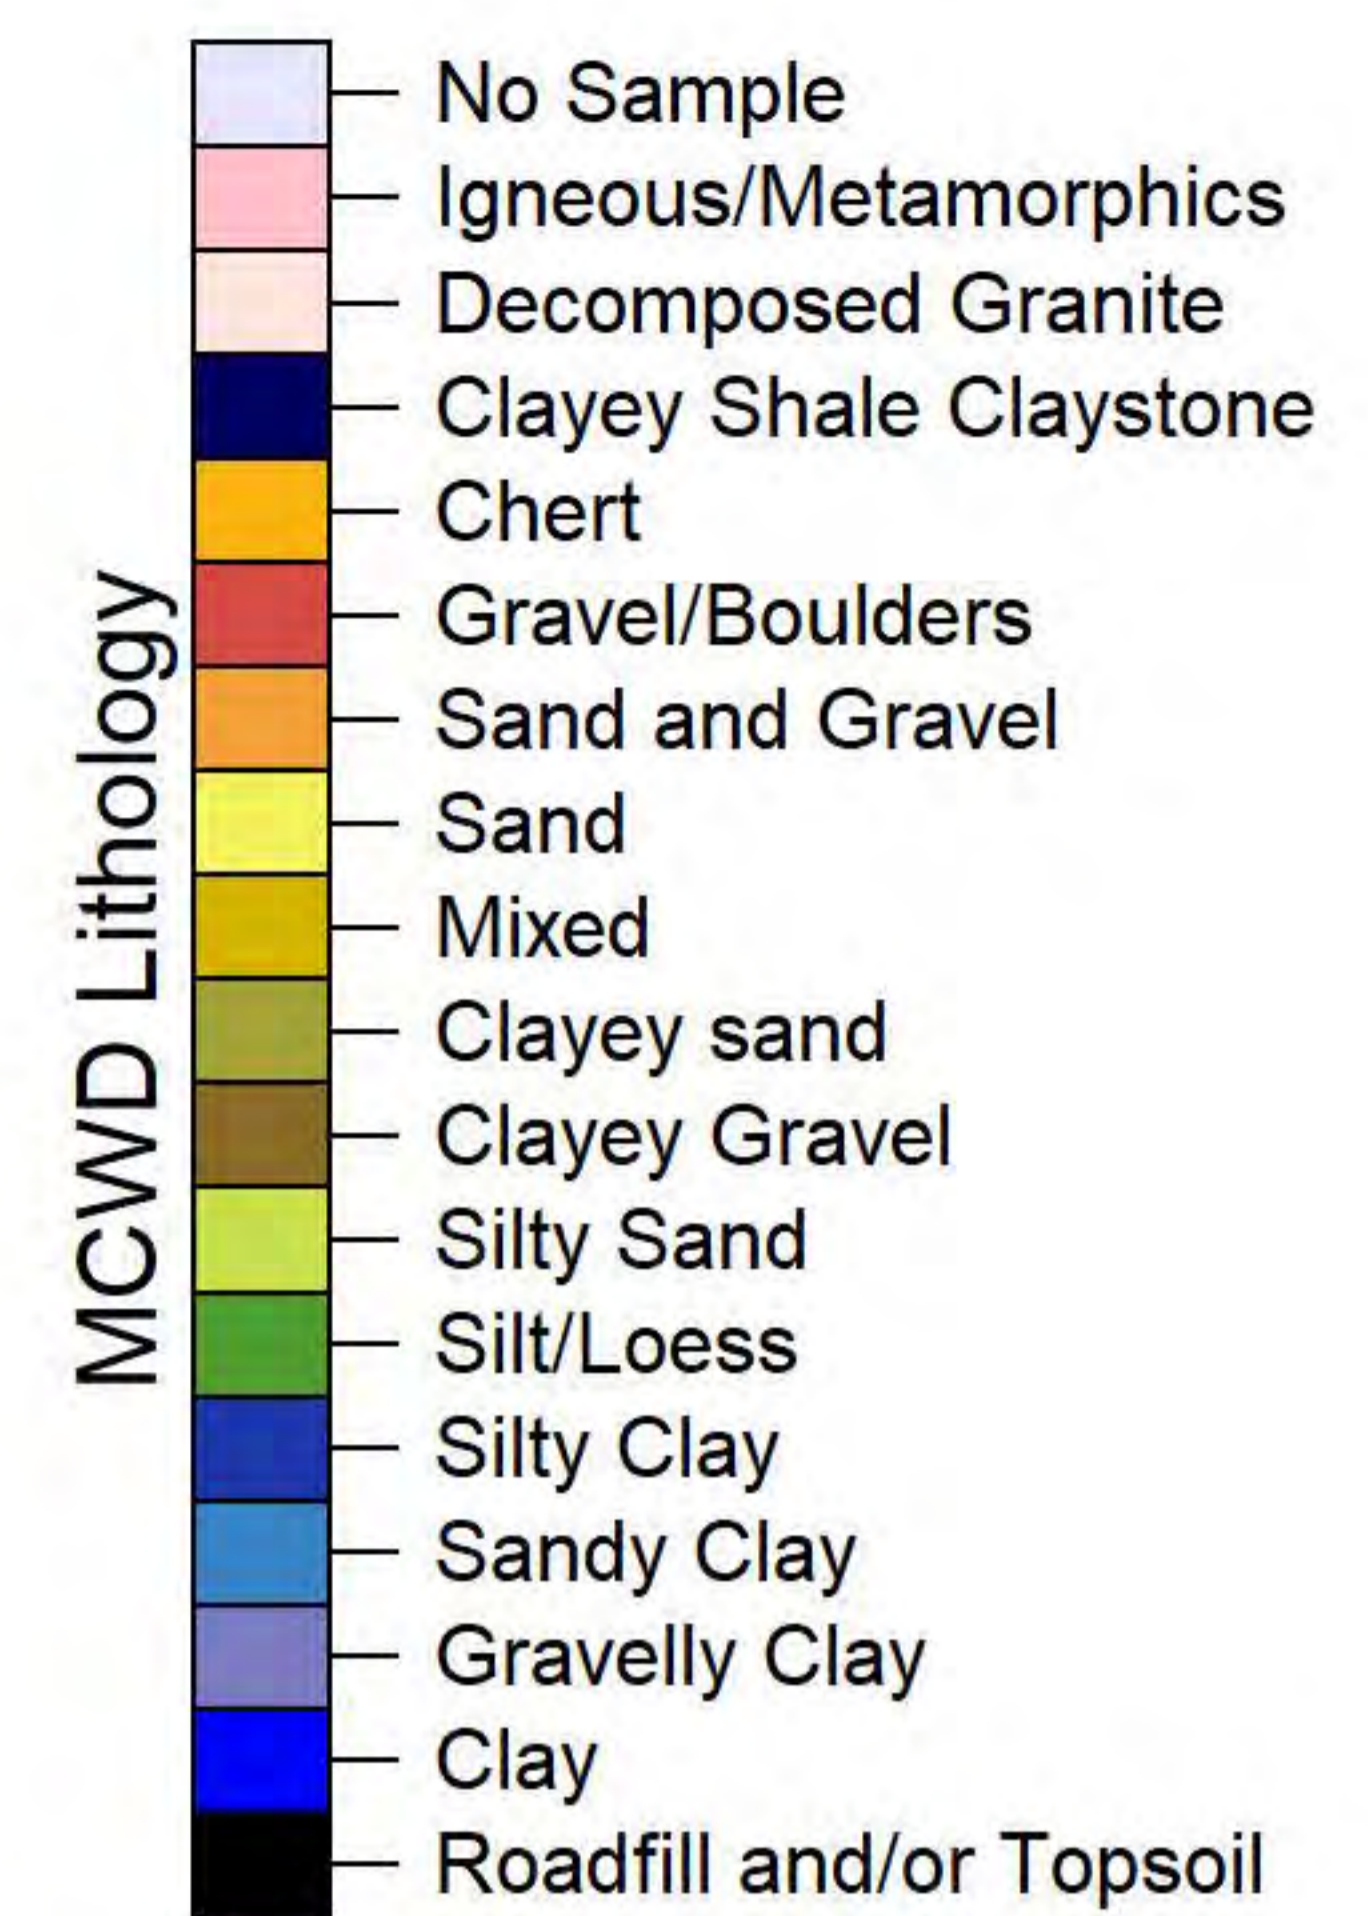 MCWD Lithology
No Sample
Igneous/Metamorphics
Decomposed Granite
Clayey Shale Claystone
Chert
Gravel/Boulders
Sand and Gravel
Sand
Mixed
Clayey sand
Clayey Gravel
Silty Sand
Silt/Loess
Silty Clay
Sandy Clay
Gravelly Clay
Clay
Roadfill and/or Topsoil